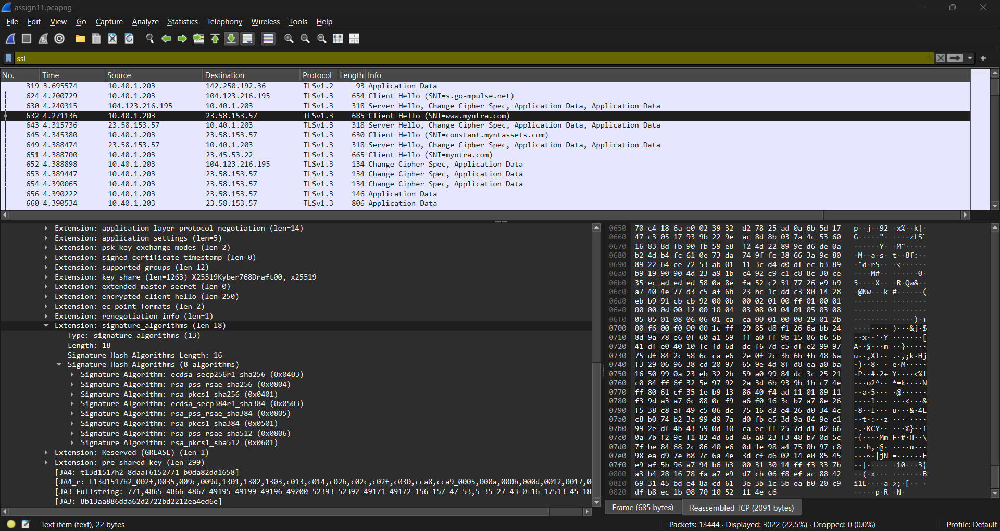 assign11.pcapng
File Edit View Go Capture Analyze Statistics Telephony Wireless Tools Help
ssl
No. Time Source Destination Protocol Length Info
319 3.695574 10.40.1.203 142.250.192.36 TLSv1.2 93 Application Data
624 4.200729 10.40.1.203 104.123.216.195 TLSv1.3 654 Client Hello (SNI=s.go-mpulse.net)
630 4.240315 104.123.216.195 10.40.1.203 TLSv1.3 318 Server Hello, Change Cipher Spec, Application Data, Application Data
632 4.271136 10.40.1.203 23.58.153.57 TLSv1.3 685 Client Hello (SNI=www.myntra.com)
643 4.315736 23.58.153.57 10.40.1.203 TLSv1.3 318 Server Hello, Change Cipher Spec, Application Data, Application Data
645 4.345380 10.40.1.203 23.58.153.57 TLSv1.3 630 Client Hello (SNI=constant.myntassets.com)
649 4.388474 23.58.153.57 10.40.1.203 TLSv1.3 318 Server Hello, Change Cipher Spec, Application Data, Application Data
651 4.388700 10.40.1.203 23.45.53.22 TLSv1.3 665 Client Hello (SNI=myntra.com)
652 4.388898 10.40.1.203 104.123.216.195 TLSv1.3 134 Change Cipher Spec, Application Data
653 4.389447 10.40.1.203 23.58.153.57 TLSv1.3 134 Change Cipher Spec, Application Data
654 4.390065 10.40.1.203 23.58.153.57 TLSv1.3 134 Change Cipher Spec, Application Data
656 4.390222 10.40.1.203 23.58.153.57 TLSv1.3 146 Application Data
660 4.390534 10.40.1.203 23.58.153.57 TLSv1.3 806 Application Data
Extension: application_layer_protocol_negotiation (len=14)
Extension: application_settings (len=5)
Extension: psk_key_exchange_modes (len=2)
Extension: signed_certificate_timestamp (len=0)
Extension: supported_groups (len=12)
Extension: key_share (len=1263) X25519Kyber768Draft00, x25519
Extension: extended_master_secret (len=0)
Extension: encrypted_client_hello (len=250)
Extension: ec_point_formats (len=2)
Extension: renegotiation_info (len=1)
Extension: signature_algorithms (len=18)
Type: signature_algorithms (13)
Length: 18
Signature Hash Algorithms Length: 16
Signature Hash Algorithms (8 algorithms)
Signature Algorithm: ecdsa_secp256r1_sha256 (0x0403)
Signature Algorithm: rsa_pss_rsae_sha256 (0x0804)
Signature Algorithm: rsa_pkcs1_sha256 (0x0401)
Signature Algorithm: ecdsa_secp384r1_sha384 (0x0503)
Signature Algorithm: rsa_pss_rsae_sha384 (0x0805)
Signature Algorithm: rsa_pkcs1_sha384 (0x0501)
Signature Algorithm: rsa_pss_rsae_sha512 (0x0806)
Signature Algorithm: rsa_pkcs1_sha512 (0x0601)
Extension: Reserved (GREASE) (len=1)
Extension: pre_shared_key (len=299)
[JA4: t13d1517h2_8daaf6152771_b0da82dd1658]
[JA4_r: t13d1517h2_002f,0035,009c,009d,1301,1302,1303,c013,c014,c02b,c02c,c02f,c030,cca8,cca9_0005,000a,000b,000d,0012,0017,0
[JA3 Fullstring: 771,4865-4866-4867-49195-49199-49196-49200-52393-52392-49171-49172-156-157-47-53,5-35-27-43-0-16-17513-45-18
[JA3: 8b13aa886dda62d2722bd2212ea4ed6e]
0650 70 c4 18 6a e0 02 39 32 d2 78 25 ad 0a 6b 5d 17 p··j··92 ·x%··k]·
0660 47 c3 05 17 93 9b 22 9e ac 8d 8b 03 7a 4c 53 60 G·····"· ····zLS`
0670 16 83 8d fb 90 fb 59 e8 f2 4d 22 89 9c d6 de 0a ······Y· ·M"·····
0680 b2 4d b4 fc 61 0e 73 da 74 9f fe 38 66 3a 9c 80 ·M··a·s· t··8f:··
0690 89 22 64 ce 72 53 ab 01 11 3c d4 d0 df ec b3 89 ·"d·rS·· ·<······
06a0 b9 19 90 90 4d 23 a9 1b c4 92 c9 c1 c8 8c 30 ce ····M#·· ······0·
06b0 35 ec ad ed ed 58 0a 8e fa 52 c2 51 77 26 e9 b9 5····X·· ·R·Qw&··
06c0 a7 40 4e 77 d3 c5 af 6b 23 bc 1c dd c3 80 14 28 ·@Nw···k #······(
06d0 eb b9 91 cb cb 92 00 0b 00 02 01 00 ff 01 00 01 ········ ········
06e0 00 00 0d 00 12 00 10 04 03 08 04 04 01 05 03 08 ········ ········
06f0 05 05 01 08 06 06 01 ca ca 00 01 00 00 29 01 2b ········ ·····)·+
0700 00 f6 00 f0 00 00 1c ff 29 85 d8 f1 26 6a bb 24 ········ )···&j·$
0710 8d 9a 78 e6 0f 60 a1 59 ff a0 ff 9b 15 06 b6 5b ··x··`·Y ·······[
0720 41 df e0 40 10 fc fd 6d dc f6 7d c5 df e2 99 97 A··@···m ··}·····
0730 75 df 84 2c 58 6c ca e6 2e 0f 2c 3b 6b fb 48 6a u··,Xl·· .·,;k·Hj
0740 f3 29 06 96 38 cd 20 97 65 9e 4d 8f d8 ea a0 ba ·)··8· · e·M·····
0750 16 50 99 0a 23 eb 32 2b 59 a0 99 84 dc 3c 25 21 ·P··#·2+ Y····<%!
0760 c0 84 ff 6f 32 5e 97 92 2a 3d 6b 93 9b 1b c7 4e ···o2^·· *=k····N
0770 ff 80 61 cf 35 1e b9 13 86 40 f4 ad 11 01 89 11 ··a·5··· ·@······
0780 f3 9d a3 a7 6c 88 0c f9 a6 f0 16 3c b7 a7 8e 26 ····l··· ···<···&
0790 f5 38 c8 af 49 c5 06 dc 75 16 d2 e4 26 d0 34 4c ·8··I··· u···&·4L
07a0 c8 b0 74 b2 3a 99 d9 7a d0 fb e5 3d 9a 84 9e c1 ··t·:··z ···=····
07b0 99 2e df 4b 43 59 0d f0 ca ec ff 25 7d d1 d2 66 ·.·KCY·· ···%}··f
07c0 0a 7b f2 9c f1 82 4d 6d 46 a8 23 f3 48 b7 0d 5c ·{····Mm F·#·H··\
07d0 7f be 84 68 2c 86 40 e6 0d 1e 98 a4 75 0b 97 c8 ···h,·@· ····u···
07e0 98 ea d9 7e b8 7c 6a 4e 3d cf d6 02 14 e0 85 45 ···~·|jN =······E
07f0 e9 af 5b 96 a7 94 b6 b3 00 31 30 14 ff f3 33 7b ··[····· ·10···3{
0800 a3 b4 28 16 78 fa a7 e9 d7 cb 06 f8 ef ac 88 42 ··(·x··· ·······B
0810 69 31 45 bd e4 8a cd 61 3e 3b 1c 5b ea b0 20 c9 i1E····a >;·[·· ·
0820 df b8 ec 1b 08 70 10 52 11 4e c6 ·····p·R ·N·
Frame (685 bytes) Reassembled TCP (2091 bytes)
Text item (text), 22 bytes Packets: 13444 · Displayed: 3022 (22.5%) · Dropped: 0 (0.0%) Profile: Default